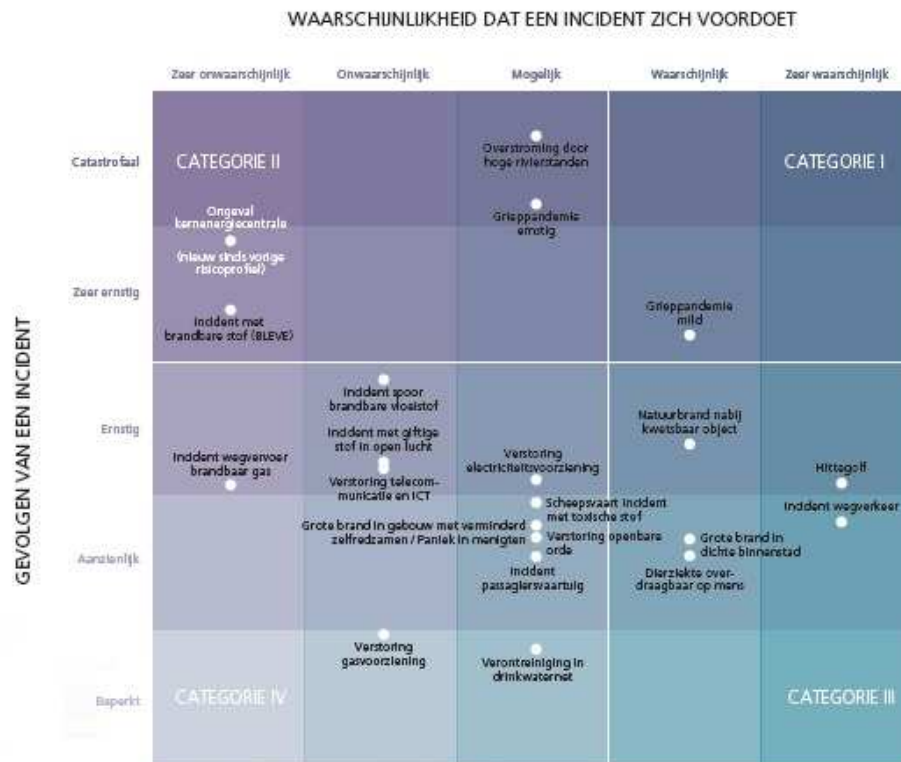 WAARSCHIJNLIJKHEID DAT EEN INCIDENT ZICH VOORDOET
Zeer onwaarschijnlijk
Onwaarschijnlijk
Mogelijk
Waarschijnlijk
Zeer waarschijnlijk
GEVOLGEN VAN EEN INCIDENT
Catastrofaal
CATEGORIE II
Overstroming door
hoge rivierstanden
CATEGORIE I
Ongeval
kernenergiecentrale
(nieuw sinds vorige
risicoprofiel)
Grieppandemie
ernstig
Zeer ernstig
Incident met
brandbare stof (BLEVE)
Grieppandemie
mild
Ernstig
Incident spoor
brandbare vloeistof
Incident met giftige
stof in open lucht
Natuurbrand nabij
kwetsbaar object
Incident wegvervoer
brandbaar gas
Verstoring telecom-
municatie en ICT
Verstoring
electriciteitsvoorziening
Hittegolf
Scheepsvaart incident
met toxische stof
Incident wegverkeer
Aanzienlijk
Grote brand in gebouw met verminderd
zelfredzamen / Paniek in menigten
Verstoring openbare
orde
Grote brand in
dichte binnenstad
Incident
passagiersvaartuig
Dierziekte over-
draagbaar op mens
Verstoring
gasvoorziening
Verontreiniging in
drinkwaternet
Beperkt
CATEGORIE IV
CATEGORIE III